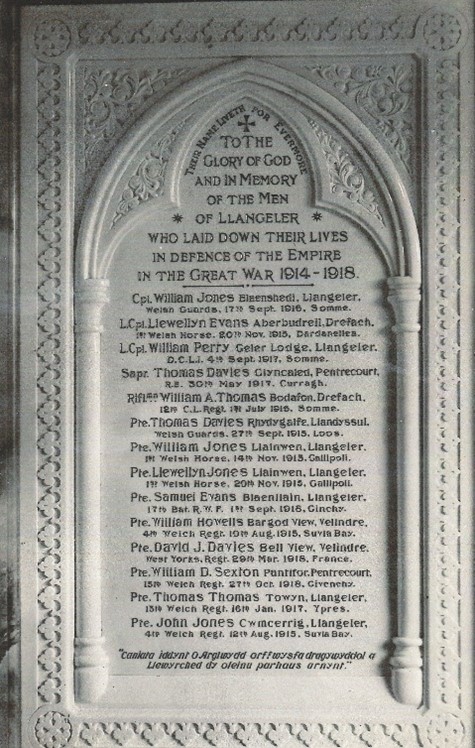 THEIR NAME LIVETH FOR EVERMORE
TO THE
GLORY OF GOD
AND IN MEMORY
OF THE MEN
OF LLANGELER
WHO LAID DOWN THEIR LIVES
IN DEFENCE OF THE EMPIRE
IN THE GREAT WAR 1914-1918.
Cpl. William Jones Blaenshedi, Llangeler,
Welsh Guards, 17th Sept. 1916, Somme.
L.Cpl. Llewellyn Evans Aberbudrell, Drefach,
1st Welsh Horse. 20th Nov. 1915, Dardanelles.
L.Cpl. William Perry Geler Lodge, Llangeler,
D.C.L.I. 4th Sept. 1917, Somme.
Sapr. Thomas Davies Clyncaled, Pentrecourt,
R.E. 30th May 1917. Curragh.
William A. Thomas Bodafon, Drefach,
12th C.L. Regt. 1st July 1916, Somme.
Pte. Thomas Davies Rhydygalfe, Llandyssul,
Welsh Guards, 27th Sept. 1915, Loos.
Pte. William Jones Llainwen, Llangeler,
1st Welsh Horse, 14th Nov. 1915, Gallipoli.
Pte. Llewellyn Jones Llainwen, Llangeler,
1st Welsh Horse, 20th Nov. 1915, Gallipoli.
Pte. Samuel Evans Blaenllain, Llangeler,
17th Bat. R.W.F. 1st Sept. 1918, Ginchy.
Pte. William Howells Bargod View, Velindre,
4th Welch Regt. 19th Aug. 1915, Suvla Bay.
Pte. David J. Davies Bell View, Velindre,
West Yorks. Regt. 29th Mar. 1918, France.
Pte. William D. Sexton Pantifor, Pentrecourt,
15th Welch Regt. 27th Oct. 1918, Givenchy.
Pte. Thomas Thomas Towyn, Llangeler,
15th Welch Regt. 16th Jan. 1917, Ypres.
Pte. John Jones Cwmcerrig, Llangeler,
4th Welch Regt. 12th Aug. 1915, Suvla Bay.
"Caniata iddynt O Arglwydd orffwysfa dragwyddol a
Llewyrched dy oleini parhaus arnynt."